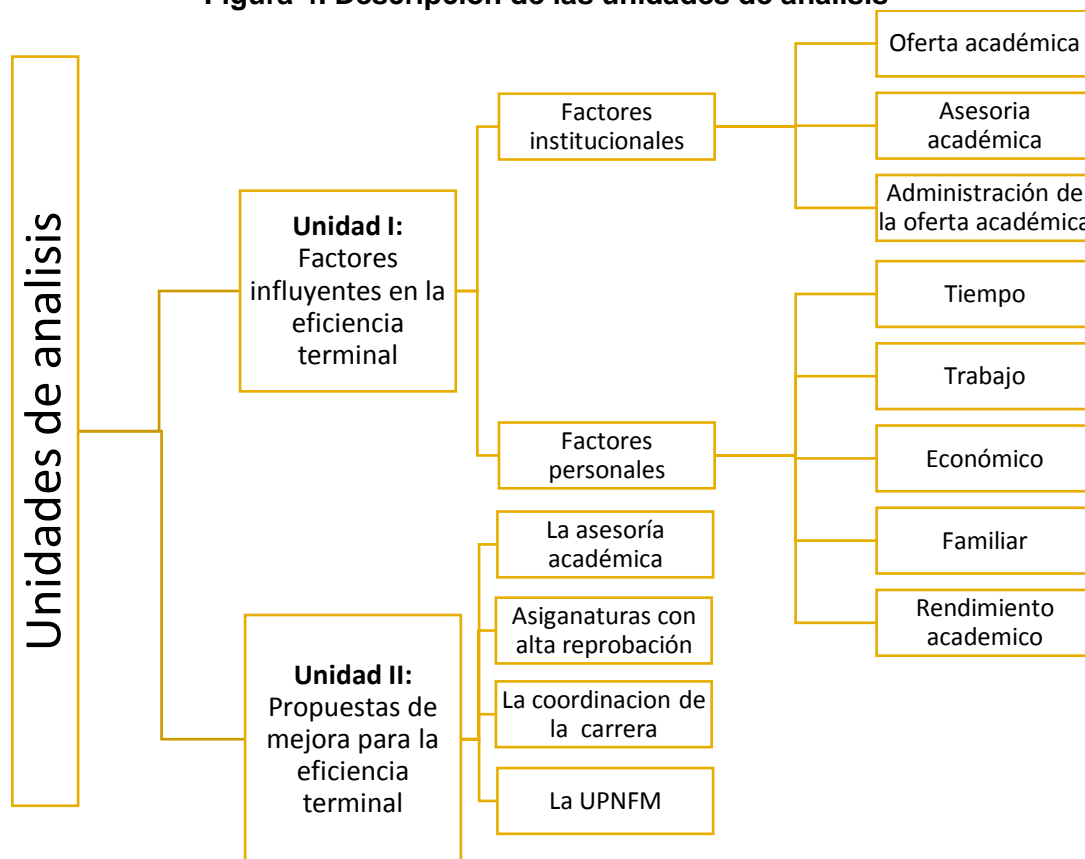 Figura 4. Descripción de las unidades de análisis
Unidades de analisis
Unidad I:
Factores
influyentes en la
eficiencia
terminal
Factores
institucionales
Oferta académica
Asesoria
académica
Administración de
la oferta académica
Factores
personales
Tiempo
Trabajo
Económico
Familiar
Rendimiento
academico
Unidad II:
Propuestas de
mejora para la
eficiencia
terminal
La asesoría
académica
Asiganaturas con
alta reprobación
La coordinacion de
la carrera
La UPNFM